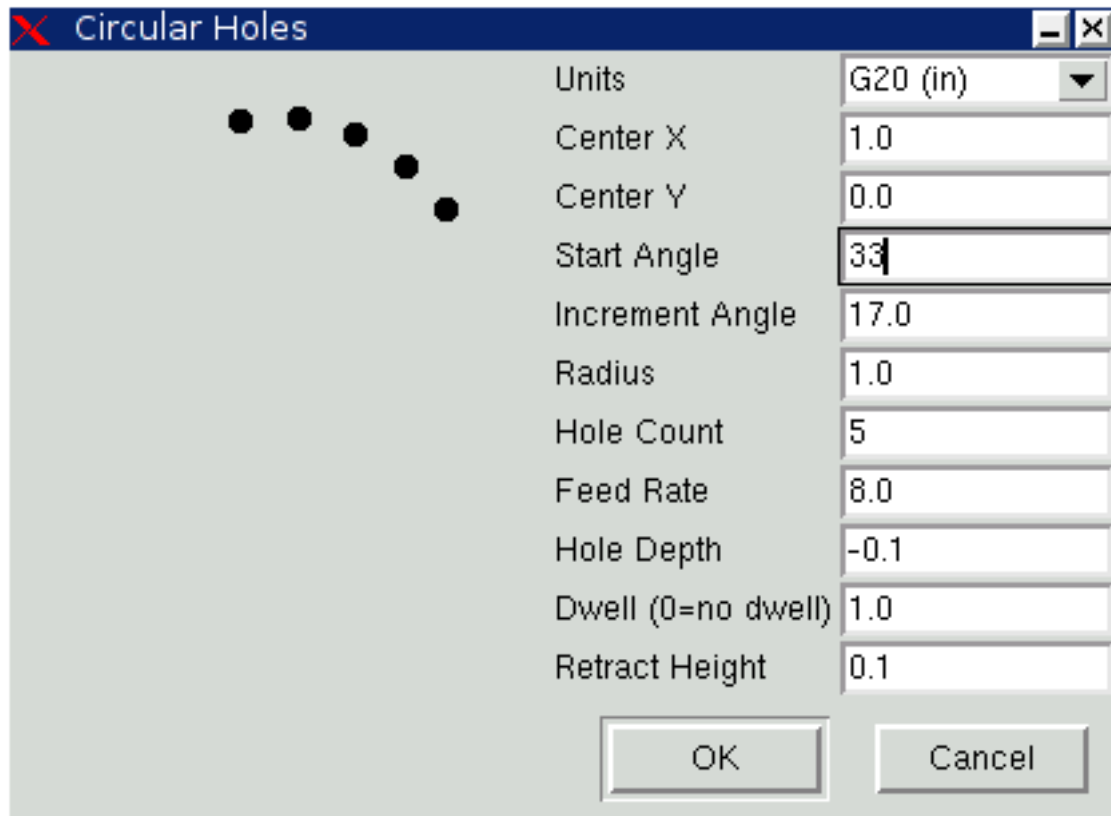 Circular Holes
Units G20 (in)
Center X 1.0
Center Y 0.0
Start Angle 33
Increment Angle 17.0
Radius 1.0
Hole Count 5
Feed Rate 8.0
Hole Depth -0.1
Dwell (0=no dwell) 1.0
Retract Height 0.1
OK Cancel